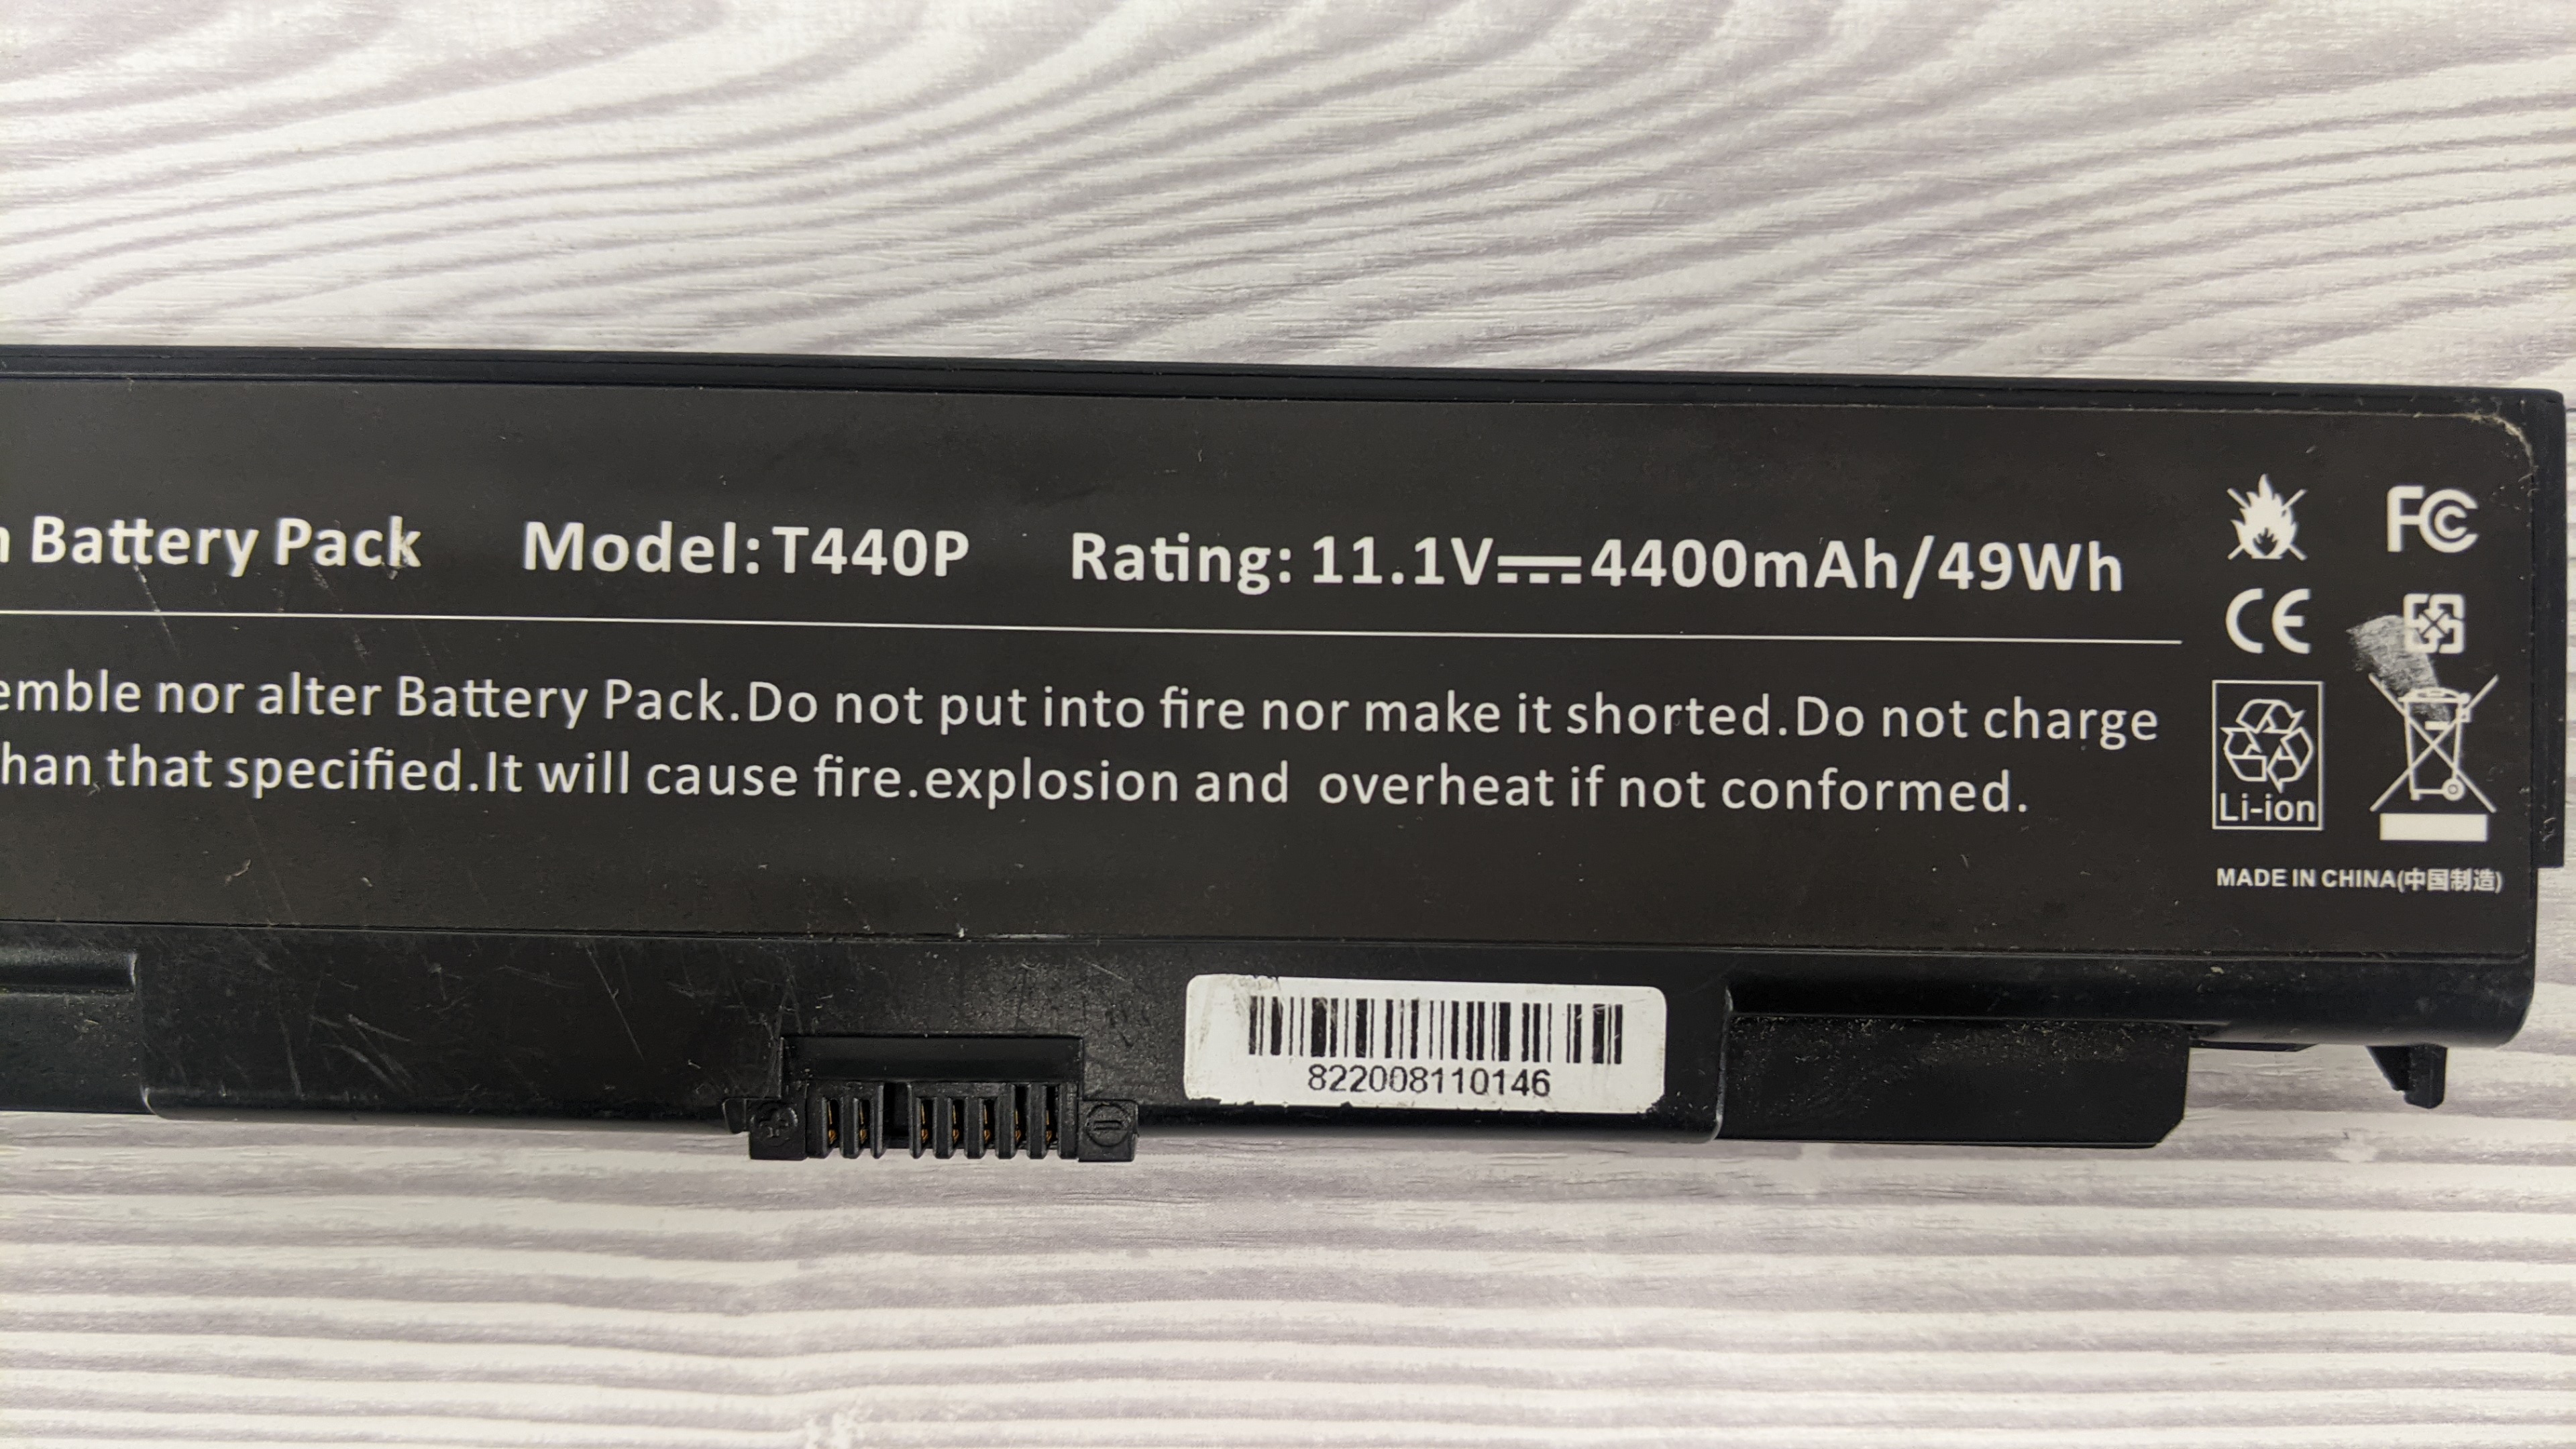 n Battery Pack Model:T440P Rating: 11.1V⎓4400mAh/49Wh
FC
CE
emble nor alter Battery Pack.Do not put into fire nor make it shorted.Do not charge
han that specified.It will cause fire.explosion and overheat if not conformed.
Li-ion
MADE IN CHINA(中国制造)
822008110146